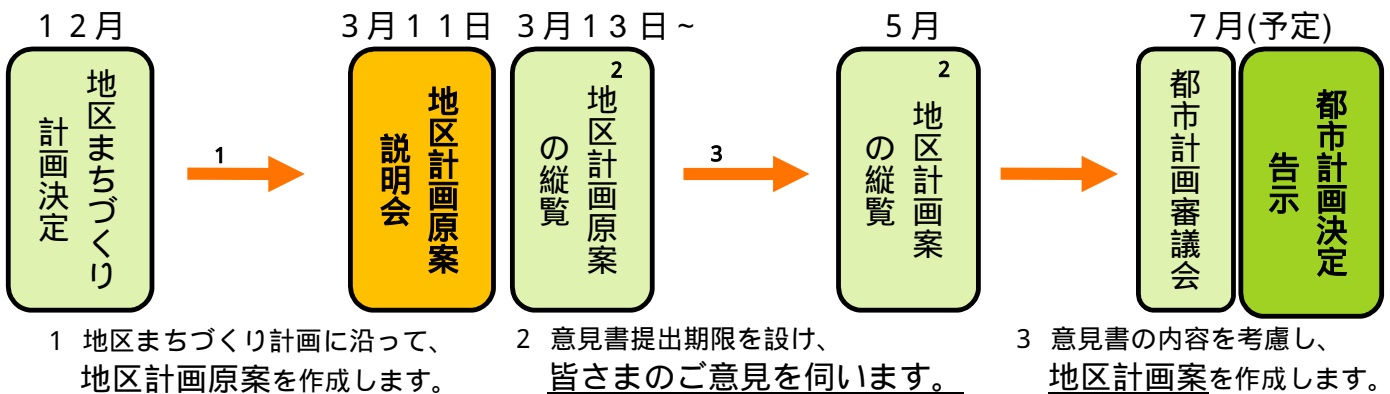 １２月
地区まちづくり
計画決定
1
３月１１日
地区計画原案
説明会
３月１３日~
2
地区計画原案
の縦覧
3
５月
2
地区計画案
の縦覧
７月(予定)
都市計画審議会
都市計画決定
告示
1 地区まちづくり計画に沿って、
地区計画原案を作成します。
2 意見書提出期限を設け、
皆さまのご意見を伺います。
3 意見書の内容を考慮し、
地区計画案を作成します。